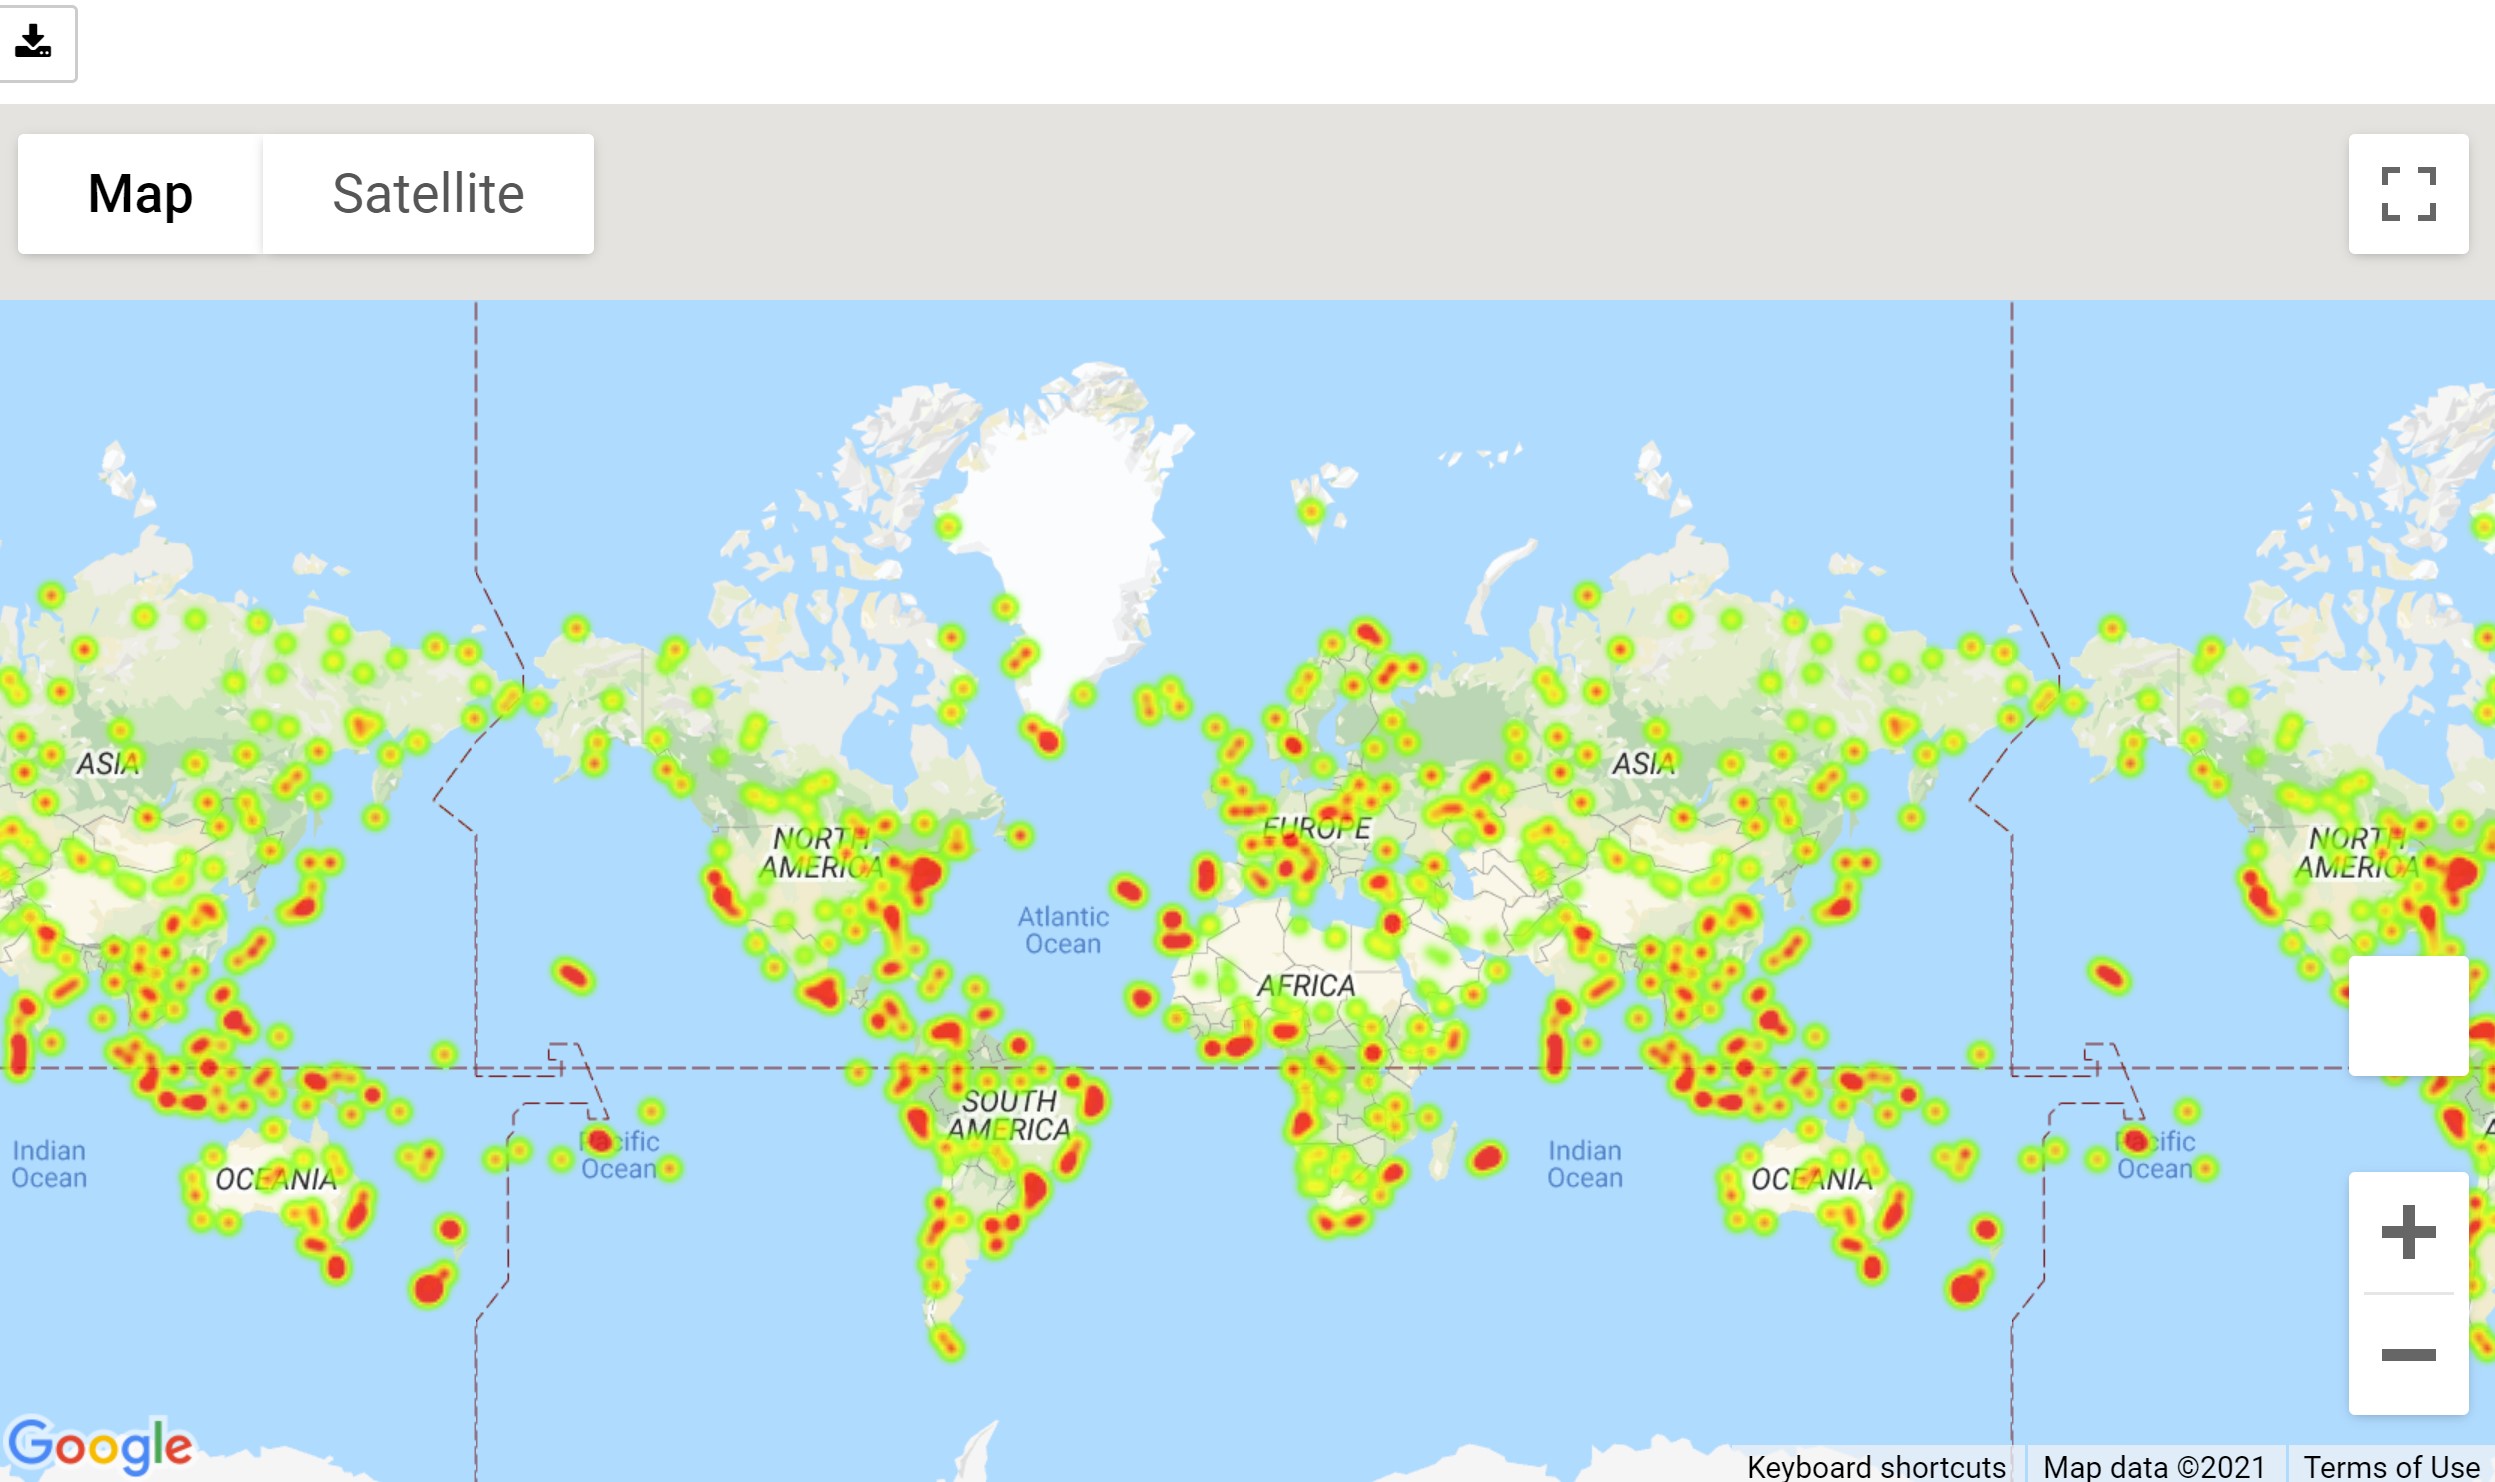 Map
Satellite
ASIA
NORTH
AMERICA
Atlantic
Ocean
EUROPE
ASIA
NORTH
AMERICA
AFRICA
SOUTH
AMERICA
Indian
Ocean
OCEANIA
Pacific
Ocean
Indian
Ocean
OCEANIA
Pacific
Ocean
Google
Keyboard shortcuts
Map data ©2021
Terms of Use